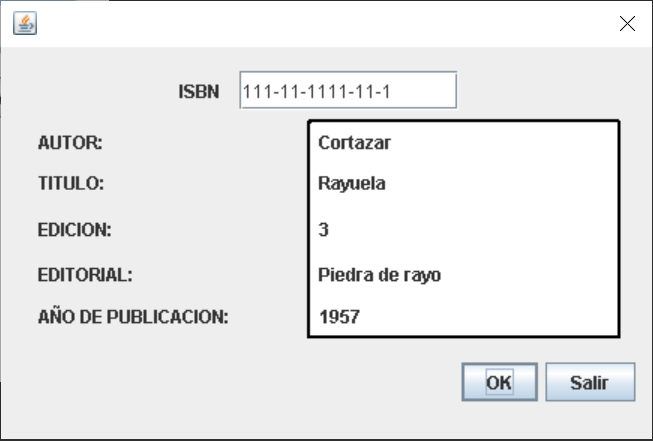 ISBN 111-11-1111-11-1
AUTOR: Cortazar
TITULO: Rayuela
EDICION: 3
EDITORIAL: Piedra de rayo
AÑO DE PUBLICACION: 1957
OK Salir